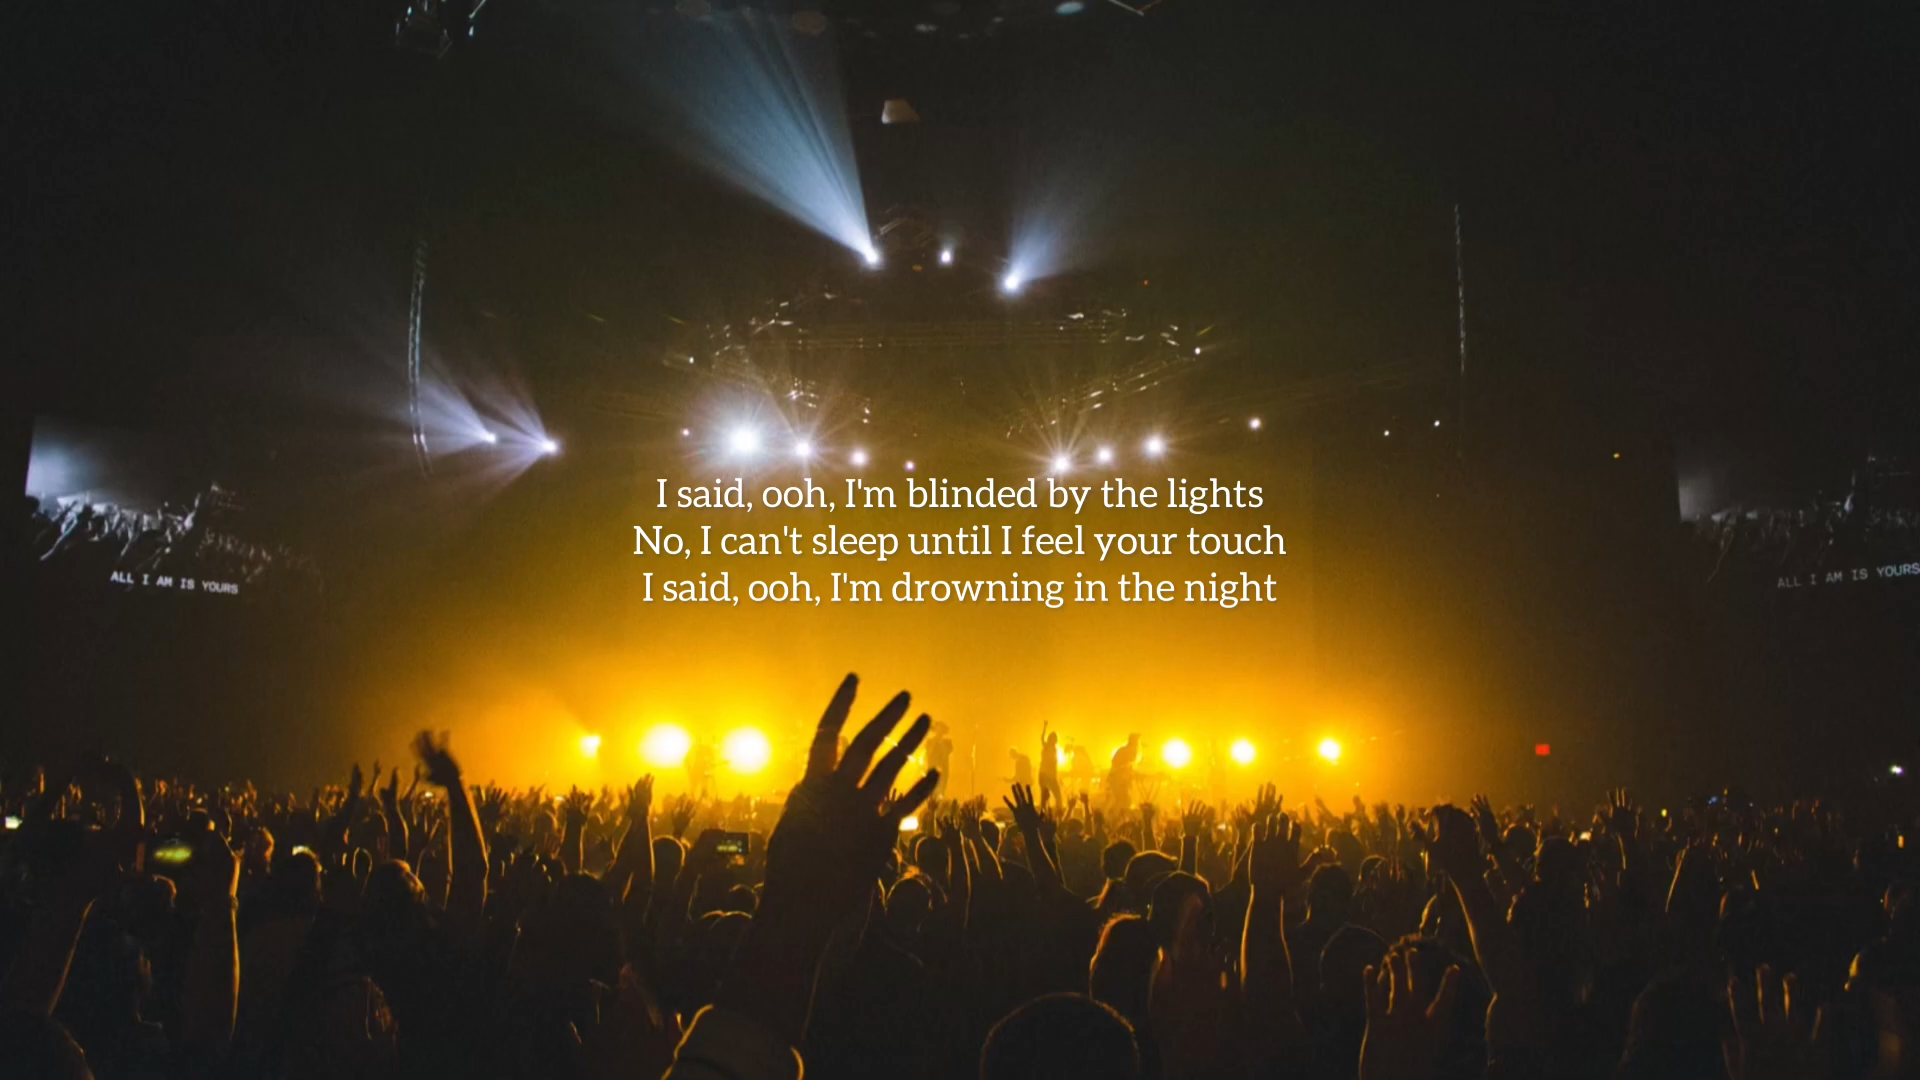 I said, ooh, I'm blinded by the lights
No, I can't sleep until I feel your touch
I said, ooh, I'm drowning in the night
ALL I AM IS YOURS
ALL I AM IS YOURS